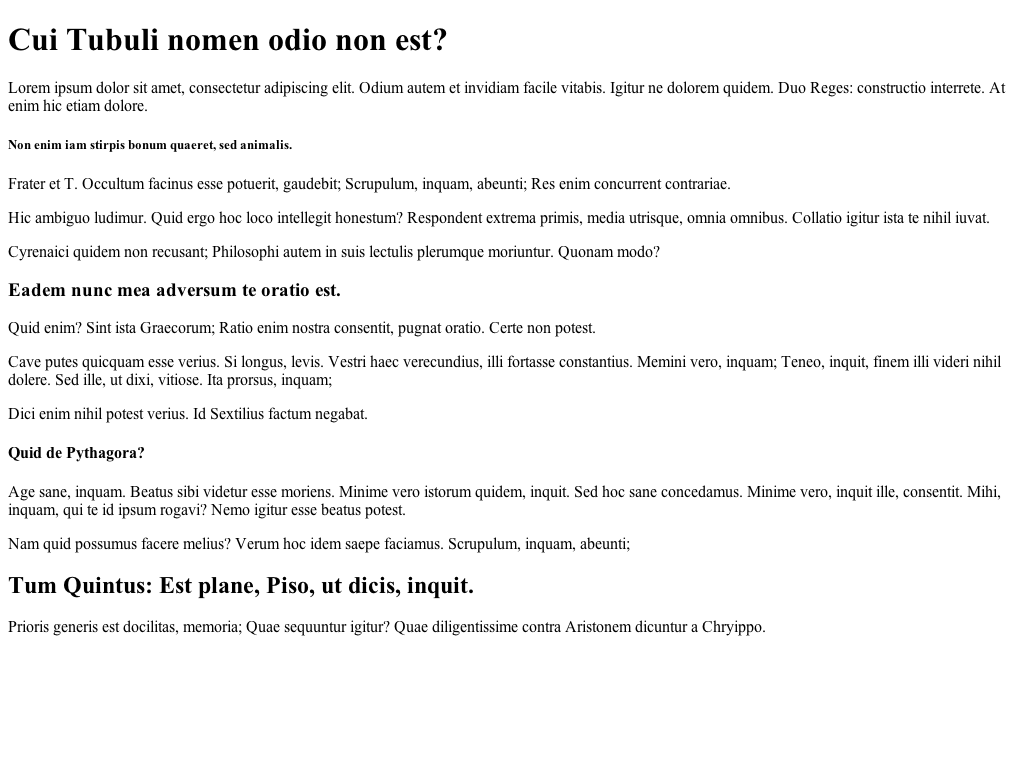 Cui Tubuli nomen odio non est?
Lorem ipsum dolor sit amet, consectetur adipiscing elit. Odium autem et invidiam facile vitabis. Igitur ne dolorem quidem. Duo Reges: constructio interrete. At
enim hic etiam dolore.
Non enim iam stirpis bonum quaeret, sed animalis.
Frater et T. Occultum facinus esse potuerit, gaudebit; Scrupulum, inquam, abeunti; Res enim concurrent contrariae.
Hic ambiguo ludimur. Quid ergo hoc loco intellegit honestum? Respondent extrema primis, media utrisque, omnia omnibus. Collatio igitur ista te nihil iuvat.
Cyrenaici quidem non recusant; Philosophi autem in suis lectulis plerumque moriuntur. Quonam modo?
Eadem nunc mea adversum te oratio est.
Quid enim? Sint ista Graecorum; Ratio enim nostra consentit, pugnat oratio. Certe non potest.
Cave putes quicquam esse verius. Si longus, levis. Vestri haec verecundius, illi fortasse constantius. Memini vero, inquam; Teneo, inquit, finem illi videri nihil
dolere. Sed ille, ut dixi, vitiose. Ita prorsus, inquam;
Dici enim nihil potest verius. Id Sextilius factum negabat.
Quid de Pythagora?
Age sane, inquam. Beatus sibi videtur esse moriens. Minime vero istorum quidem, inquit. Sed hoc sane concedamus. Minime vero, inquit ille, consentit. Mihi,
inquam, qui te id ipsum rogavi? Nemo igitur esse beatus potest.
Nam quid possumus facere melius? Verum hoc idem saepe faciamus. Scrupulum, inquam, abeunti;
Tum Quintus: Est plane, Piso, ut dicis, inquit.
Prioris generis est docilitas, memoria; Quae sequuntur igitur? Quae diligentissime contra Aristonem dicuntur a Chryippo.